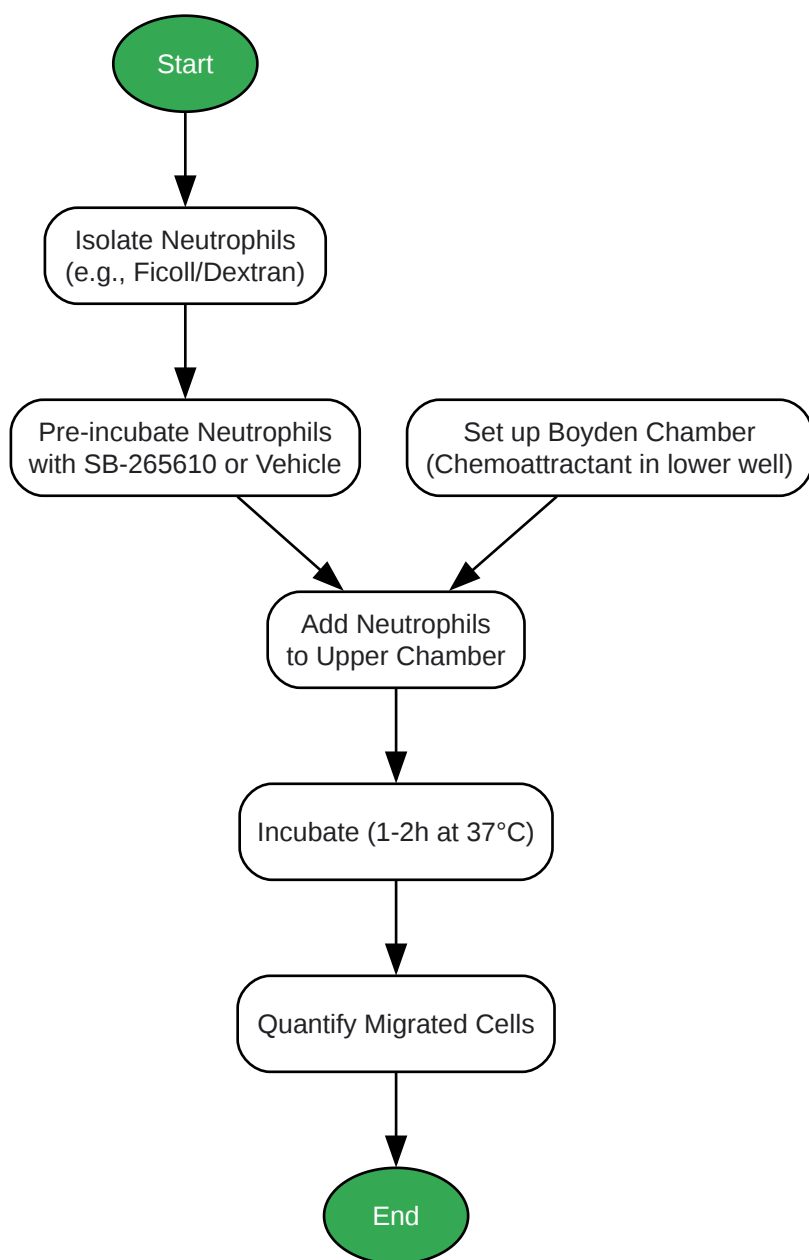 Start
Isolate Neutrophils
(e.g., Ficoll/Dextran)
Pre-incubate Neutrophils
with SB-265610 or Vehicle
Set up Boyden Chamber
(Chemoattractant in lower well)
Add Neutrophils
to Upper Chamber
Incubate (1-2h at 37°C)
Quantify Migrated Cells
End